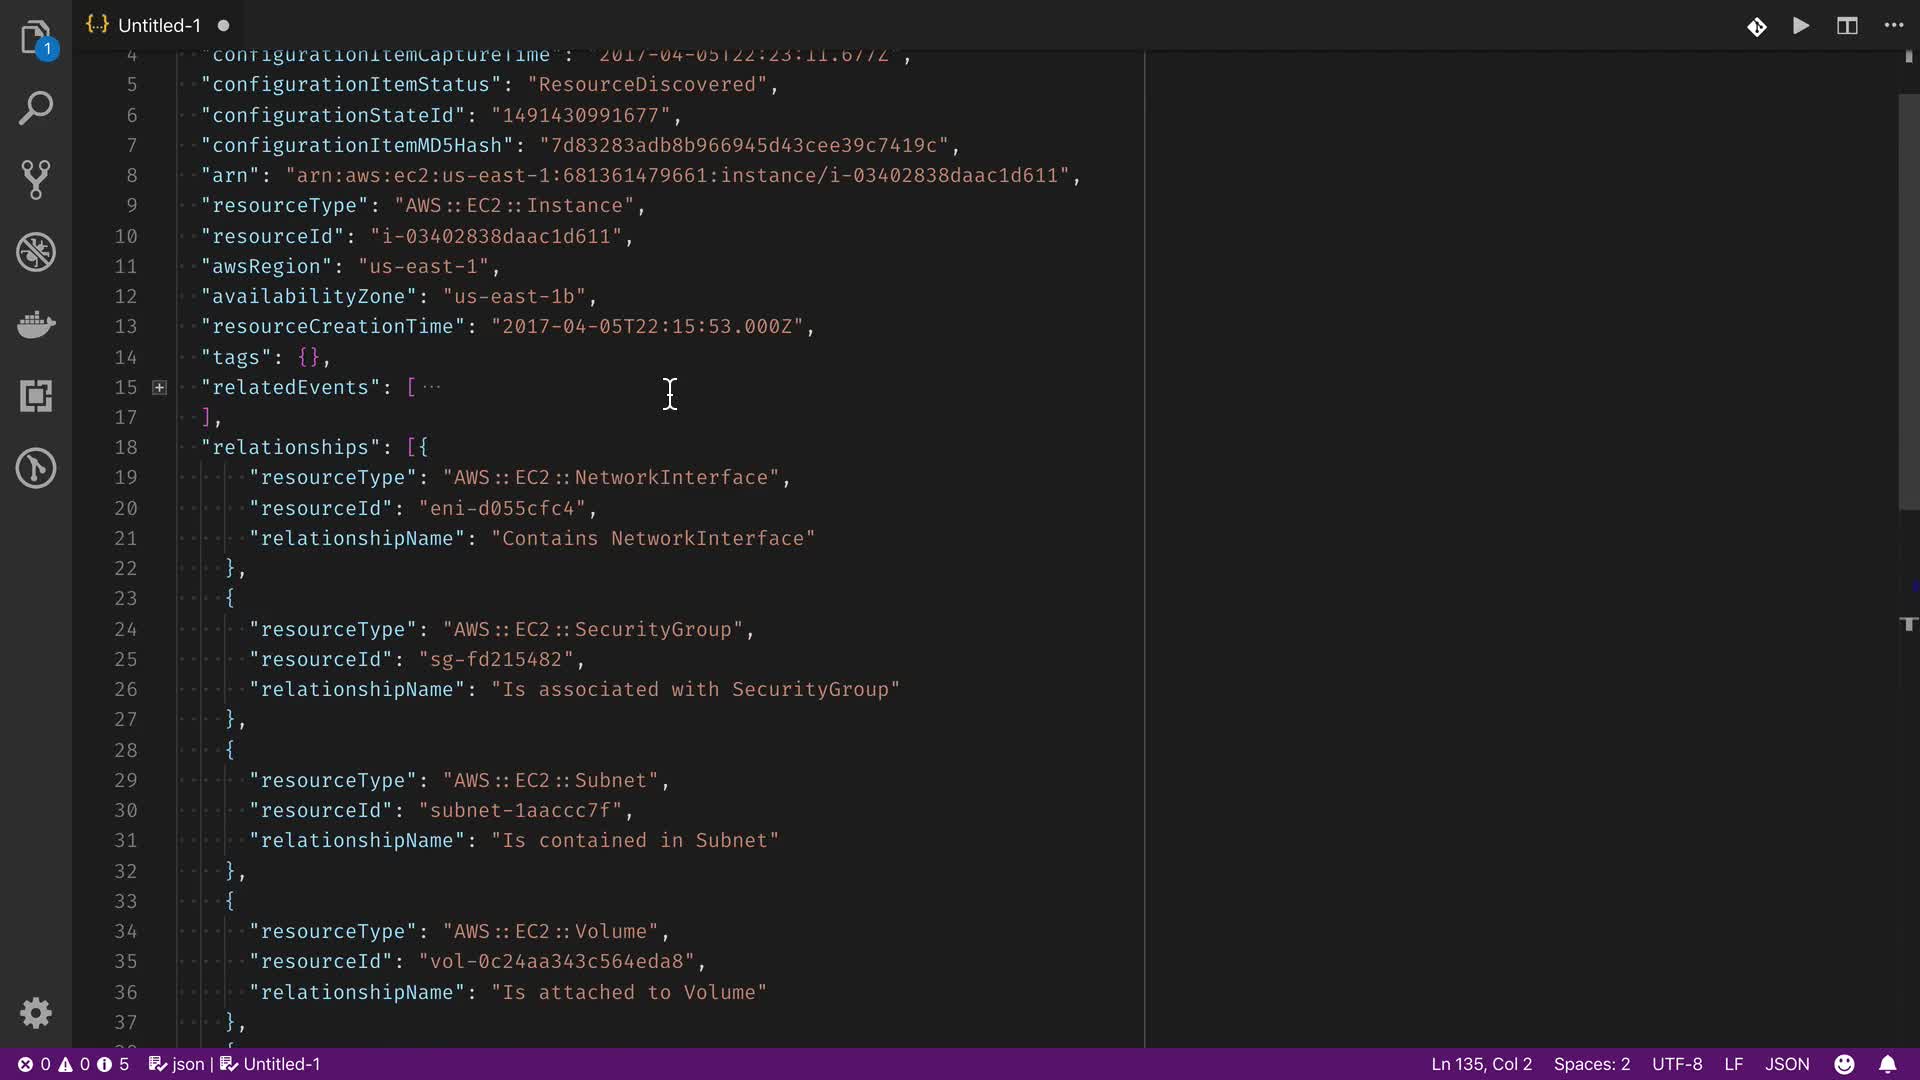 1
{..} Untitled-1
4 "configurationItemCaptureTime": "2017-04-05T22:23:11.677Z",
5 "configurationItemStatus": "ResourceDiscovered",
6 "configurationStateId": "1491430991677",
7 "configurationItemMD5Hash": "7d83283adb8b966945d43cee39c7419c",
8 "arn": "arn:aws:ec2:us-east-1:681361479661:instance/i-03402838daac1d611",
9 "resourceType": "AWS::EC2::Instance",
10 "resourceId": "i-03402838daac1d611",
11 "awsRegion": "us-east-1",
12 "availabilityZone": "us-east-1b",
13 "resourceCreationTime": "2017-04-05T22:15:53.000Z",
14 "tags": {},
15 "relatedEvents": [ ···
17 ],
18 "relationships": [{
19 "resourceType": "AWS::EC2::NetworkInterface",
20 "resourceId": "eni-d055cfc4",
21 "relationshipName": "Contains NetworkInterface"
22 },
23 {
24 "resourceType": "AWS::EC2::SecurityGroup",
25 "resourceId": "sg-fd215482",
26 "relationshipName": "Is associated with SecurityGroup"
27 },
28 {
29 "resourceType": "AWS::EC2::Subnet",
30 "resourceId": "subnet-1aaccc7f",
31 "relationshipName": "Is contained in Subnet"
32 },
33 {
34 "resourceType": "AWS::EC2::Volume",
35 "resourceId": "vol-0c24aa343c564eda8",
36 "relationshipName": "Is attached to Volume"
37 },
0 0 5 json | Untitled-1 Ln 135, Col 2 Spaces: 2 UTF-8 LF JSON